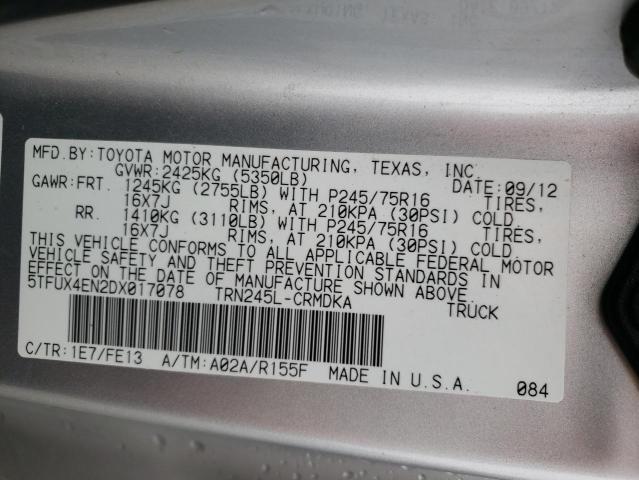 MFD.BY:TOYOTA MOTOR MANUFACTURING, TEXAS, INC.
GVWR:2425KG (5350LB) DATE:09/12
GAWR:FRT. 1245KG (2755LB) WITH P245/75R16 TIRES,
16X7J RIMS, AT 210KPA (30PSI) COLD
RR. 1410KG (3110LB) WITH P245/75R16 TIRES,
16X7J RIMS, AT 210KPA (30PSI) COLD
THIS VEHICLE CONFORMS TO ALL APPLICABLE FEDERAL MOTOR
VEHICLE SAFETY AND THEFT PREVENTION STANDARDS IN
EFFECT ON THE DATE OF MANUFACTURE SHOWN ABOVE.
5TFUX4EN2DX017078 TRN245L-CRMDKA TRUCK
C/TR:1E7/FE13 A/TM:A02A/R155F MADE IN U.S.A. 084